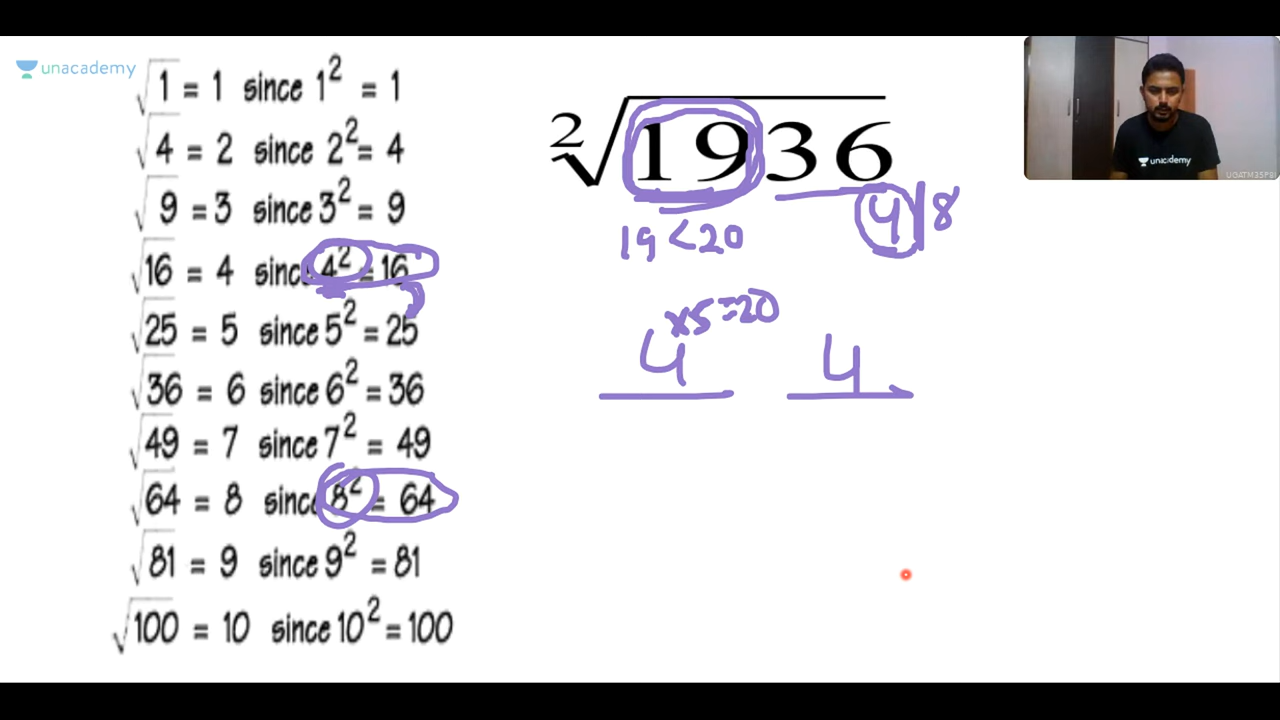 unacademy
√1 = 1 since 1² = 1
√4 = 2 since 2² = 4
√9 = 3 since 3² = 9
√16 = 4 since 4² = 16
√25 = 5 since 5² = 25
√36 = 6 since 6² = 36
√49 = 7 since 7² = 49
√64 = 8 since 8² = 64
√81 = 9 since 9² = 81
√100 = 10 since 10² = 100
²√1936
4|8
19<20
×5=20
4 4
unacademy
UGATM35P8I